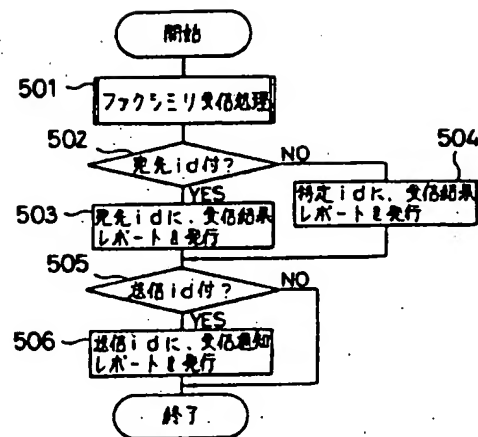 開始
501
ファクシミリ受信処理
502
宛先id付?
NO
504
YES
503
宛先idに、受信結果
レポートを発行
特定idに、受信結果
レポートを発行
505
送信id付?
NO
YES
506
送信idに、受信通知
レポートを発行
終了